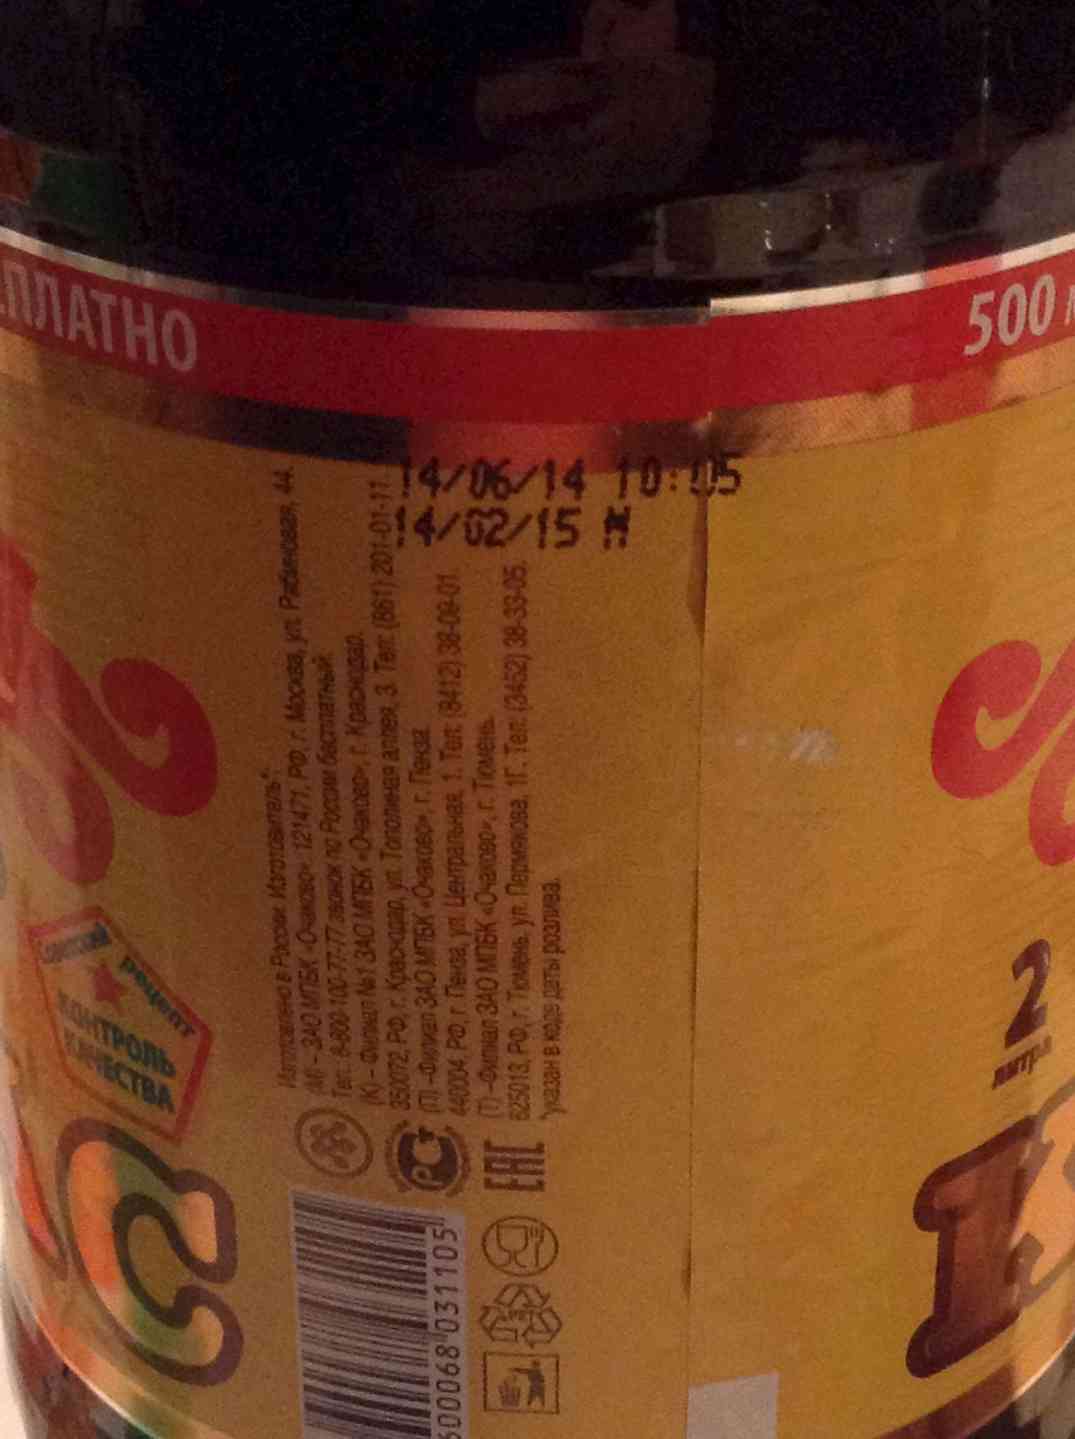 ПЛАТНО
500
14/06/14 10:05
14/02/15 М
Изготовлено в России. Изготовитель*:
(М) – ЗАО МПБК «Очаково» 121471, РФ, г. Москва, ул. Рябиновая, 44.
Тел. 8-800-100-77-77 звонок по России бесплатный.
(К) – Филиал №1 ЗАО МПБК «Очаково», г. Краснодар.
350072, РФ, г. Краснодар, ул. Тополиная аллея, 3. Тел: (861) 201-01-11
(П) –Филиал ЗАО МПБК «Очаково», г. Пенза.
440004, РФ, г. Пенза, ул. Центральная, 1. Тел: (8412) 38-09-01.
(Т) –Филиал ЗАО МПБК «Очаково», г. Тюмень.
625013, РФ, г. Тюмень, ул. Пермякова, 1Г. Тел: (3452) 38-33-05.
*указан в коде даты розлива.
рецепт
КОНТРОЛЬ
КАЧЕСТВА
РСТ
ЕАС
600068 031105
2
литра
К